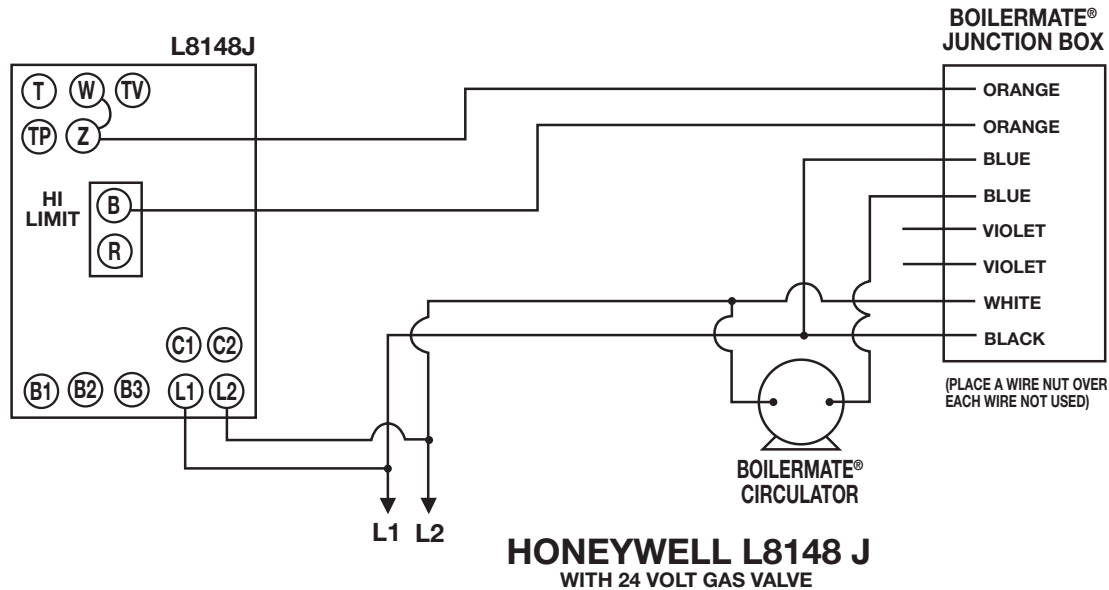 L8148J
T W TV
TP Z
HI
LIMIT
B
R
C1 C2
B1 B2 B3 L1 L2
L1 L2
BOILERMATE®
JUNCTION BOX
ORANGE
ORANGE
BLUE
BLUE
VIOLET
VIOLET
WHITE
BLACK
(PLACE A WIRE NUT OVER
EACH WIRE NOT USED)
BOILERMATE®
CIRCULATOR
HONEYWELL L8148 J
WITH 24 VOLT GAS VALVE